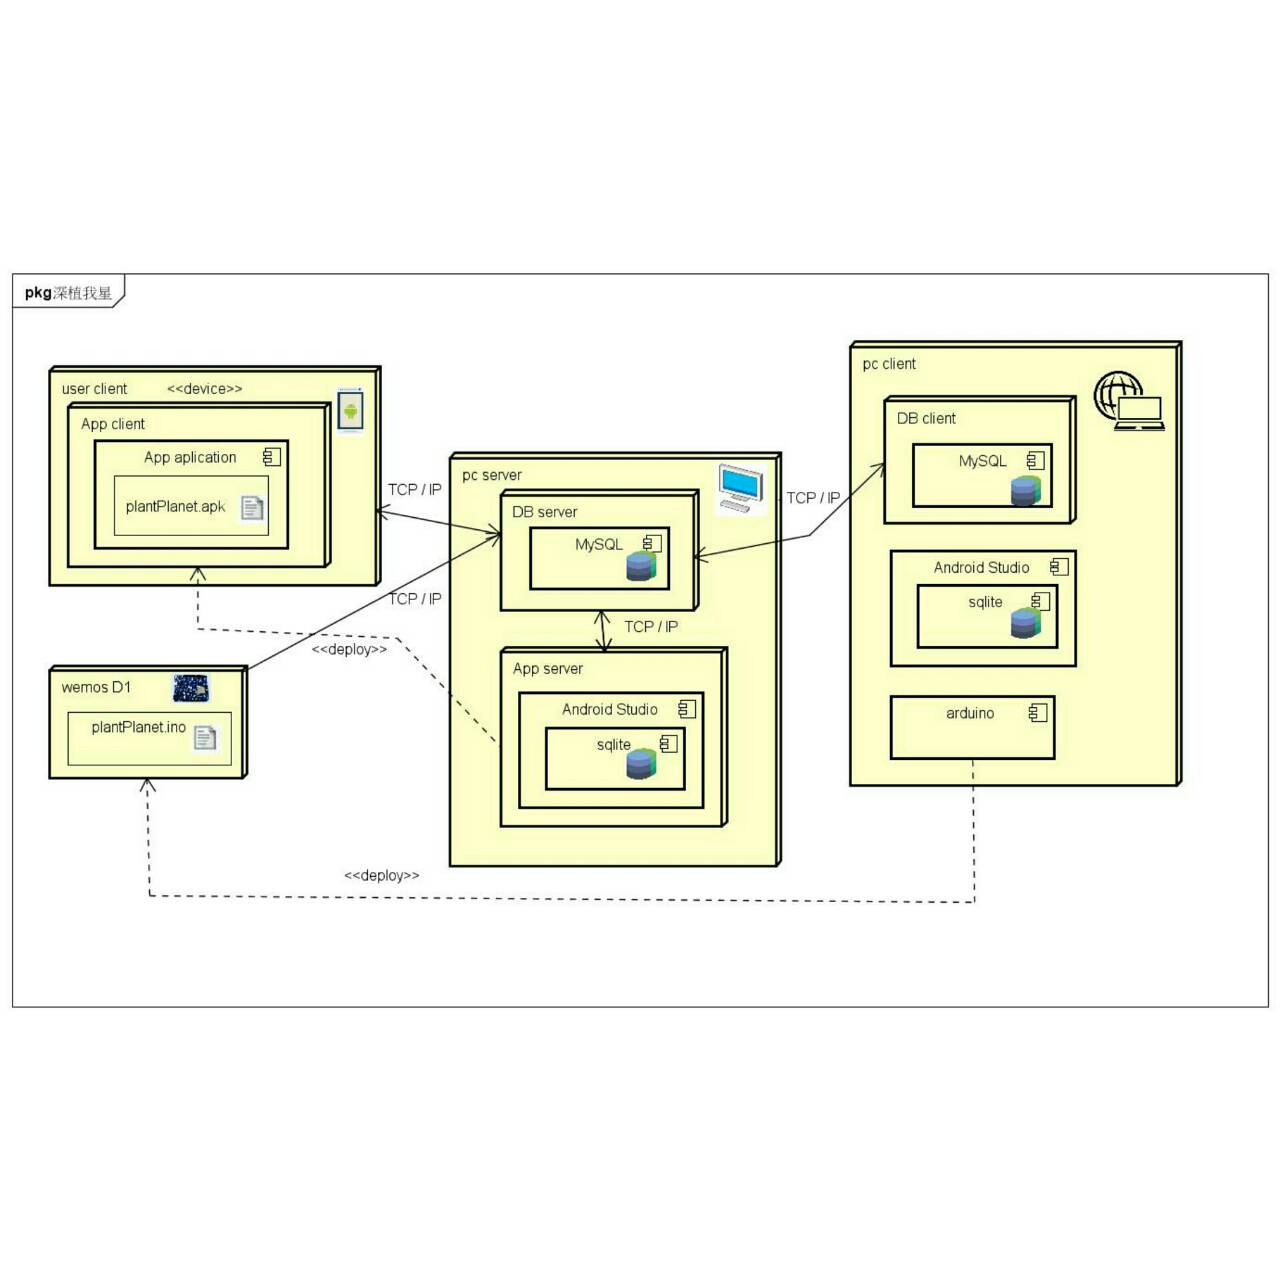 pkg深植我星
user client <<device>>
App client
App aplication
plantPlanet.apk
TCP / IP
TCP / IP
<<deploy>>
wemos D1
plantPlanet.ino
<<deploy>>
pc server
DB server
MySQL
TCP / IP
App server
Android Studio
sqlite
TCP / IP
pc client
DB client
MySQL
Android Studio
sqlite
arduino